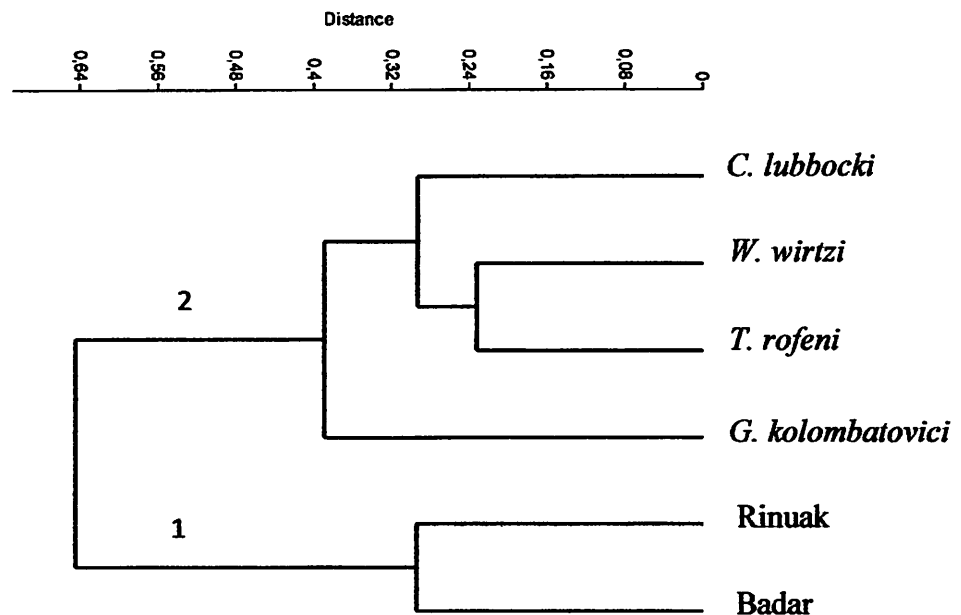 Distance
0,64 0,56 0,48 0,4 0,32 0,24 0,16 0,08 0
C. lubbocki
W. wirtzi
2
T. rofeni
G. kolombatovici
Rinuak
1
Badar